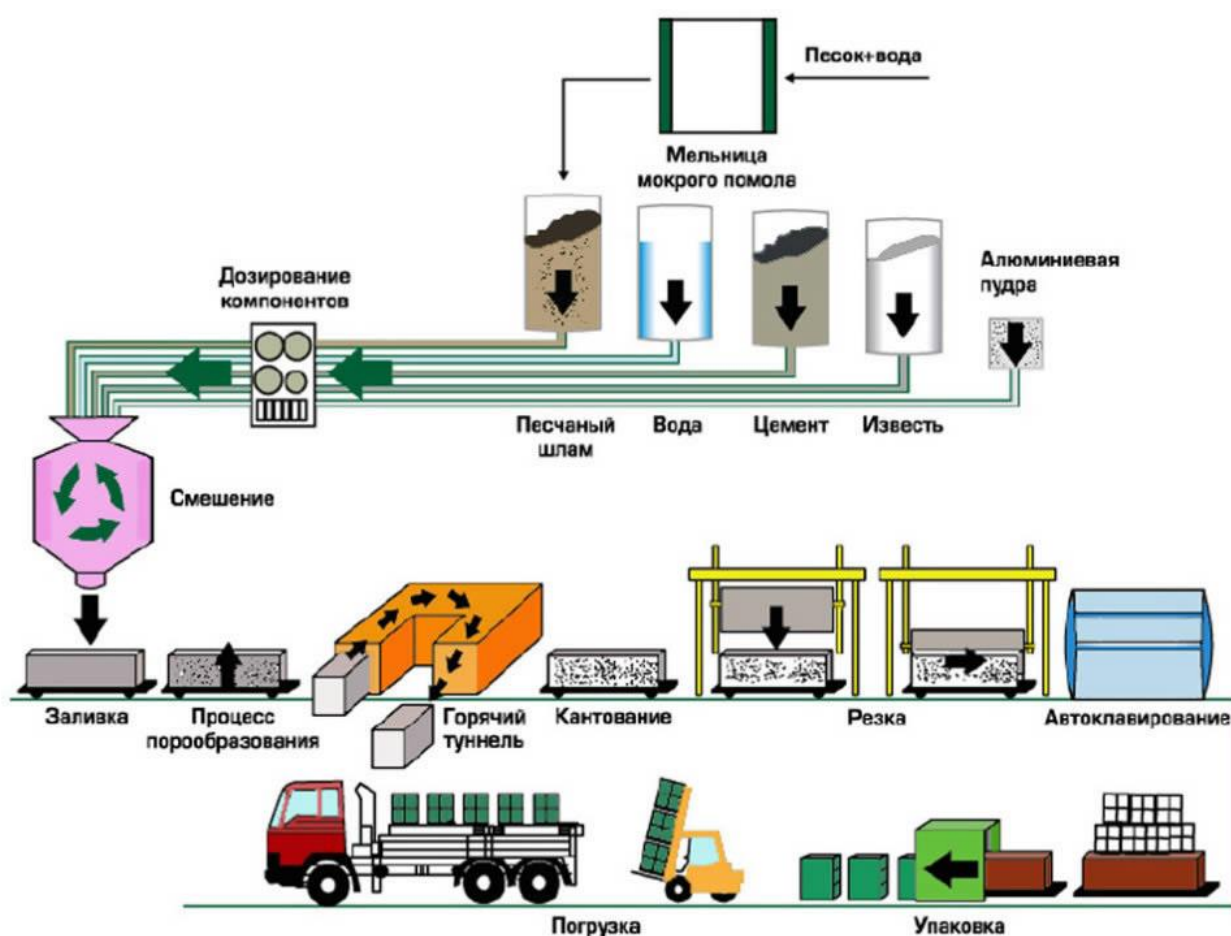 Песок+вода
Мельница
мокрого помола
Дозирование
компонентов
Алюминиевая
пудра
Песчаный
шлам
Вода
Цемент
Известь
Смешение
Заливка
Процесс
порообразования
Горячий
туннель
Кантование
Резка
Автоклавирование
Погрузка
Упаковка